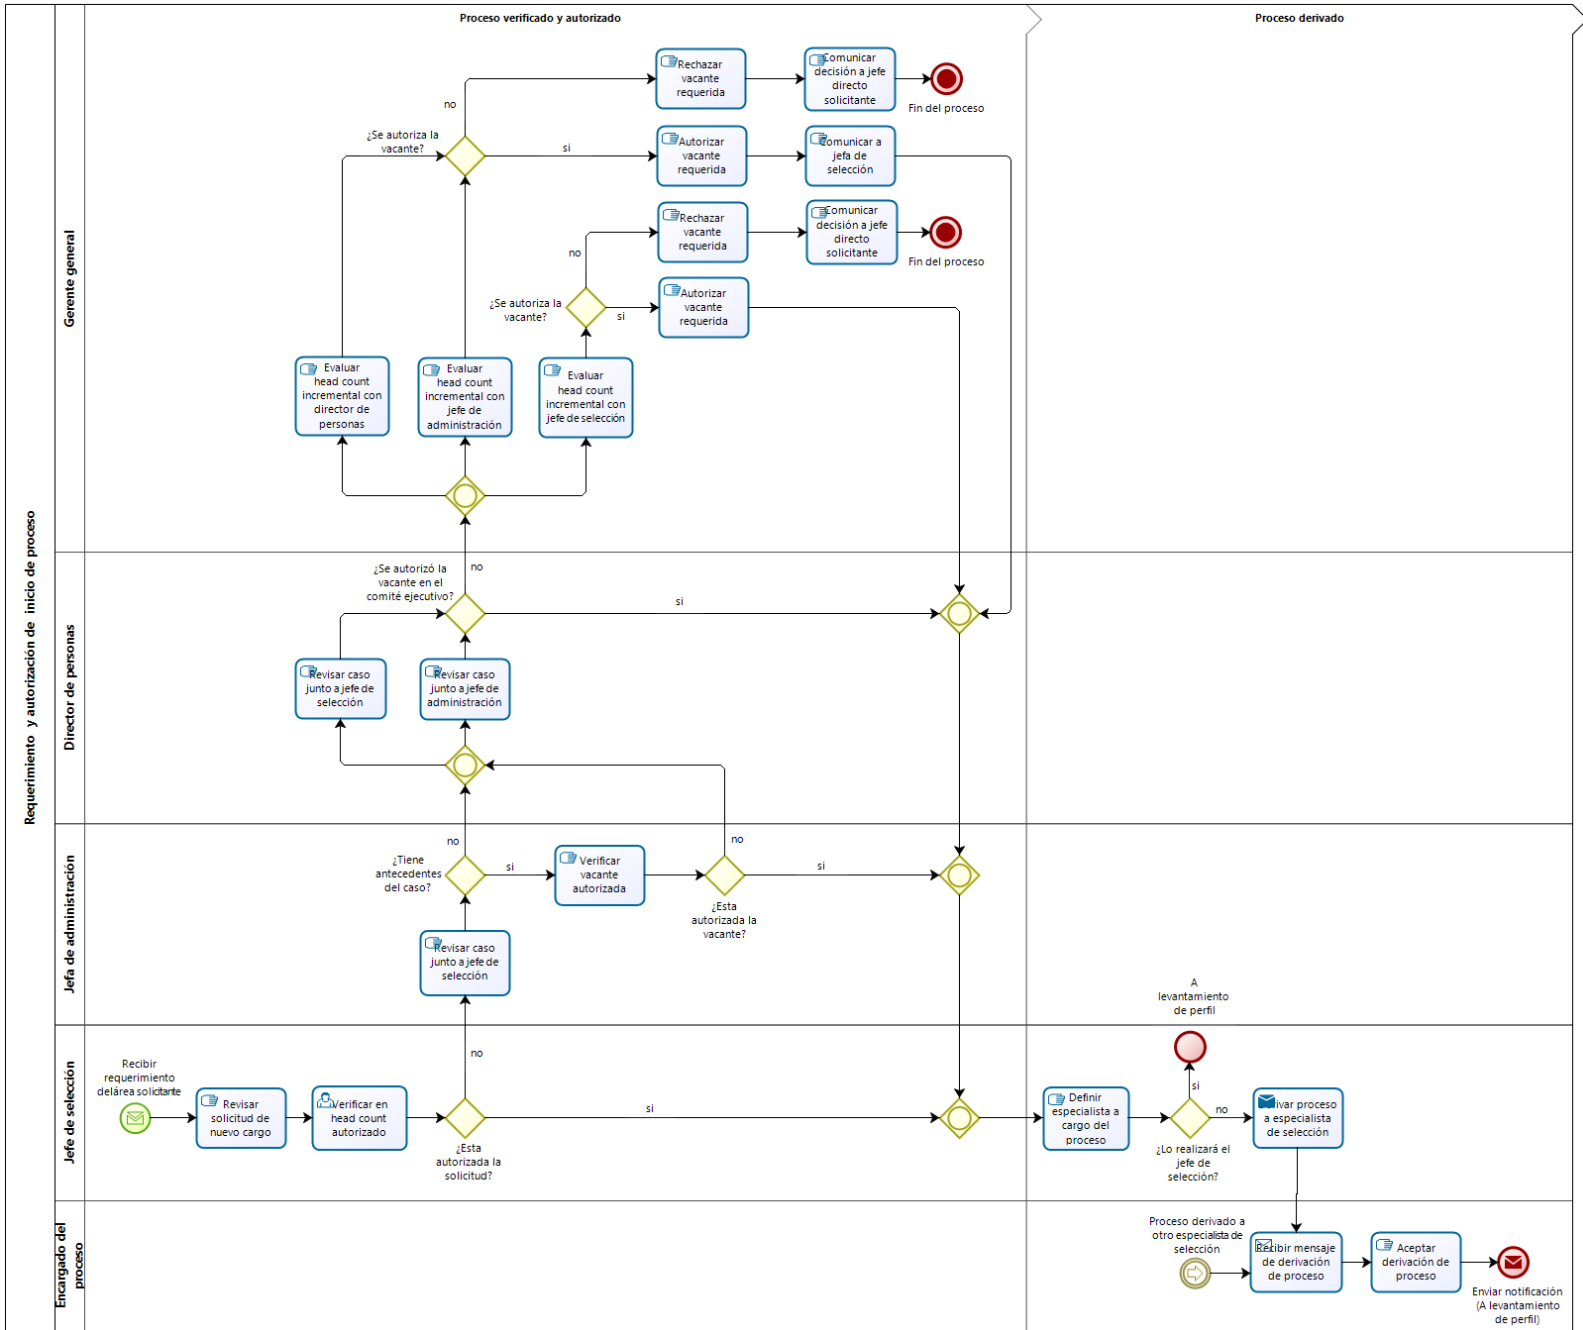 Requerimiento y autorización de inicio de proceso
Proceso verificado y autorizado
Proceso derivado
Gerente general
Rechazar
vacante
requerida
Comunicar
decisión a jefe
directo
solicitante
Fin del proceso
no
¿Se autoriza la
vacante?
si
Autorizar
vacante
requerida
Comunicar a
jefa de
selección
Rechazar
vacante
requerida
Comunicar
decisión a jefe
directo
solicitante
Fin del proceso
no
¿Se autoriza la
vacante?
si
Autorizar
vacante
requerida
Evaluar
head count
incremental con
director de
personas
Evaluar
head count
incremental con
jefe de
administración
Evaluar
head count
incremental con
jefe de selección
Director de personas
¿Se autorizó la
vacante en el
comité ejecutivo?
no
si
Revisar caso
junto a jefe de
selección
Revisar caso
junto a jefe de
administración
Jefa de administración
no
¿Tiene
antecedentes
del caso?
si
Verificar
vacante
autorizada
no
si
¿Esta
autorizada la
vacante?
Revisar caso
junto a jefe de
selección
Jefe de selección
no
Recibir
requerimiento
delárea solicitante
Revisar
solicitud de
nuevo cargo
Verificar en
head count
autorizado
si
¿Esta
autorizada la
solicitud?
A
levantamiento
de perfil
Definir
especialista a
cargo del
proceso
si
no
¿Lo realizará el
jefe de
selección?
ivar proceso
a especialista
de selección
Encargado del
proceso
Proceso derivado a
otro especialista de
selección
Recibir mensaje
de derivación
de proceso
Aceptar
derivación de
proceso
Enviar notificación
(A levantamiento
de perfil)